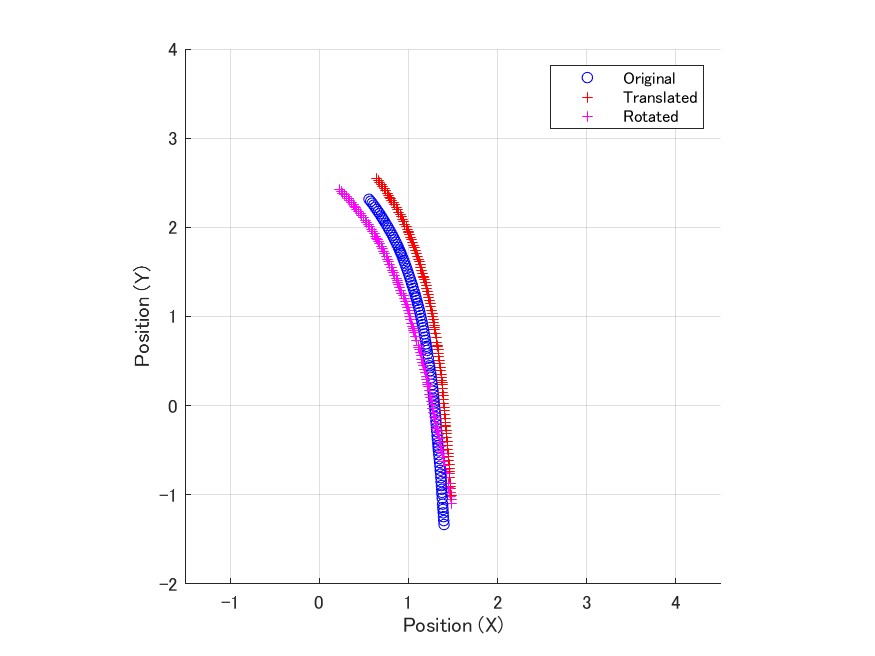 4
3
2
1
0
-1
-2
-1
0
1
2
3
4
Position (X)
Position (Y)
Original
Translated
Rotated